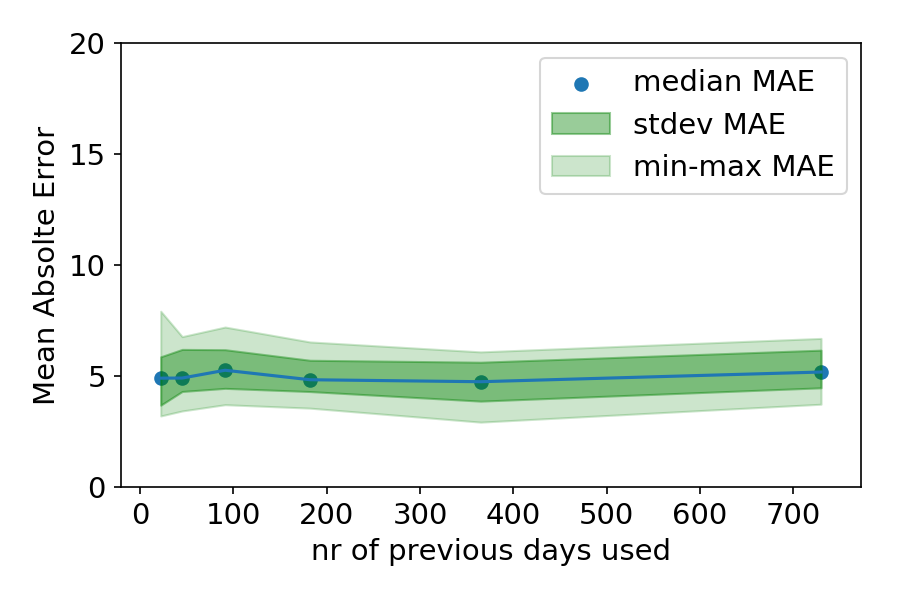 20
15
10
5
0
Mean Absolte Error
median MAE
stdev MAE
min-max MAE
0 100 200 300 400 500 600 700
nr of previous days used